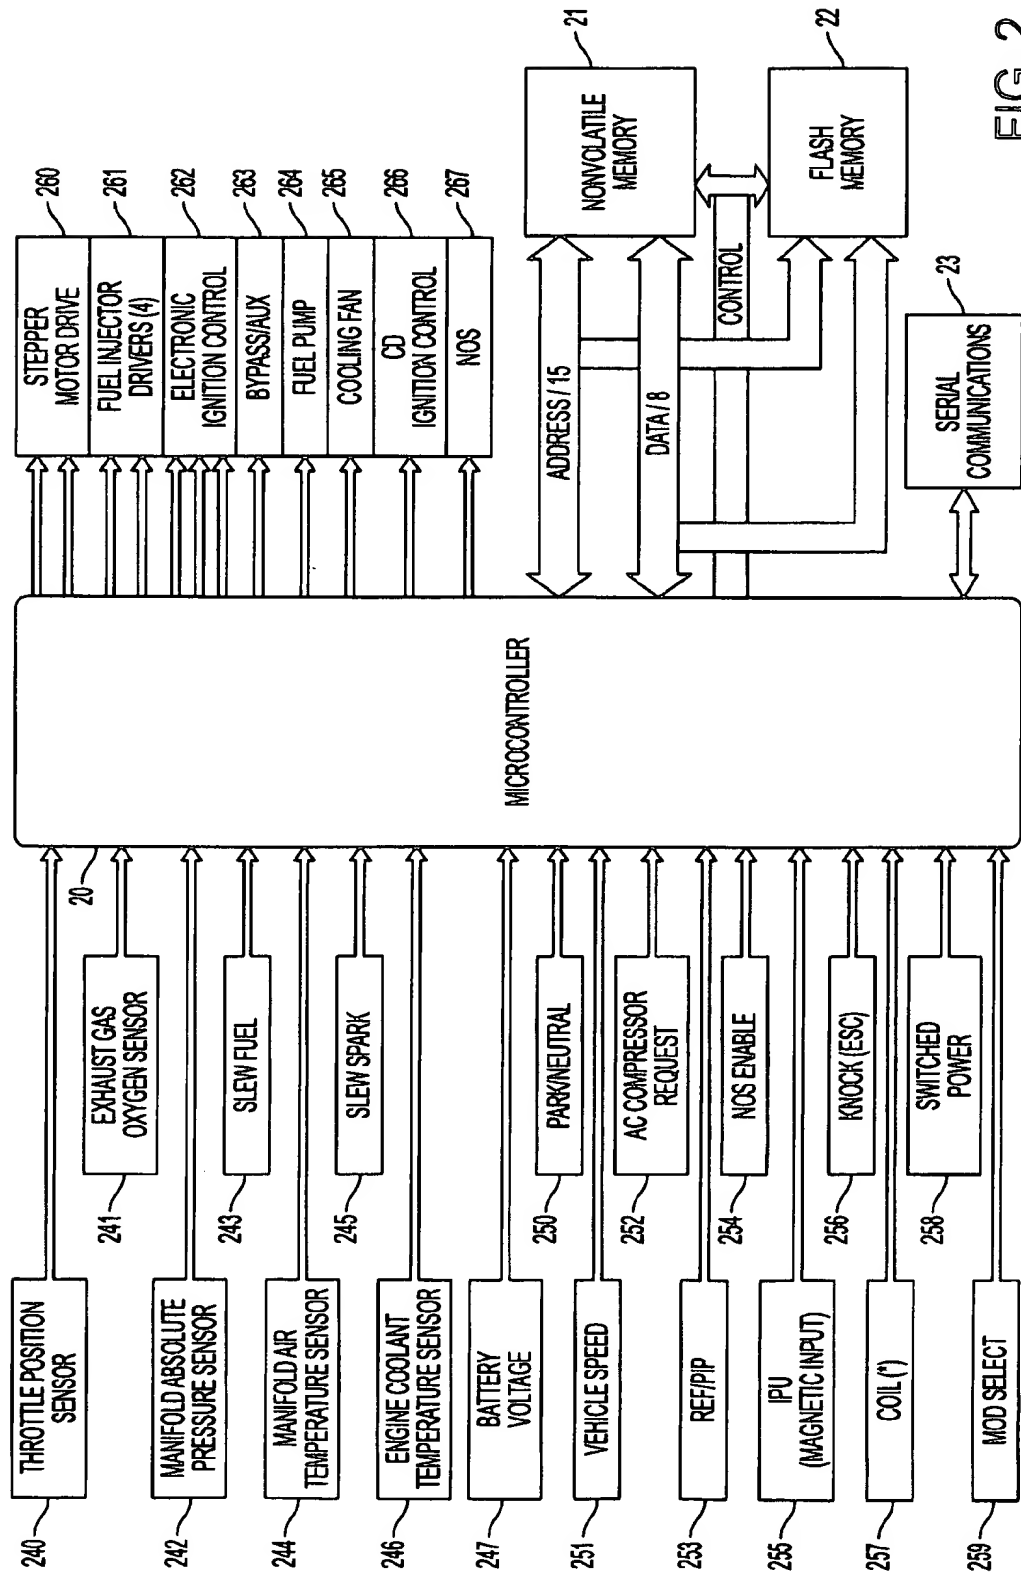 THROTTLE POSITION
SENSOR
240
EXHAUST GAS
OXYGEN SENSOR
241
MANIFOLD ABSOLUTE
PRESSURE SENSOR
242
SLEW FUEL
243
MANIFOLD AIR
TEMPERATURE SENSOR
244
SLEW SPARK
245
ENGINE COOLANT
TEMPERATURE SENSOR
246
BATTERY
VOLTAGE
247
PARK/NEUTRAL
250
VEHICLE SPEED
251
AC COMPRESSOR
REQUEST
252
REF/PIP
253
NOS ENABLE
254
IPU
(MAGNETIC INPUT)
255
KNOCK (ESC)
256
COIL (*)
257
SWITCHED
POWER
258
MOD SELECT
259
20
MICROCONTROLLER
STEPPER
MOTOR DRIVE
260
FUEL INJECTOR
DRIVERS (4)
261
ELECTRONIC
IGNITION CONTROL
262
BYPASS/AUX
263
FUEL PUMP
264
COOLING FAN
265
CD
IGNITION CONTROL
266
NOS
267
ADDRESS / 15
DATA / 8
CONTROL
NONVOLATILE
MEMORY
21
FLASH
MEMORY
22
SERIAL
COMMUNICATIONS
23
FIG. 2